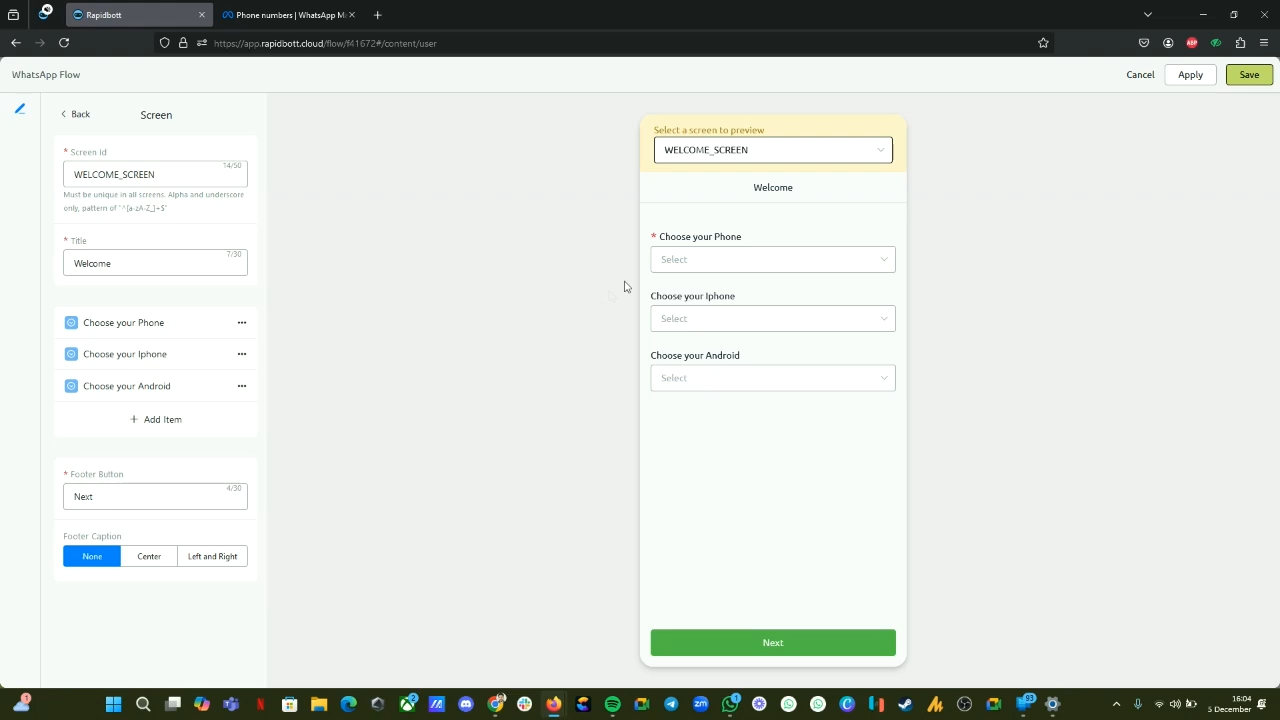 Rapidbott
Phone numbers | WhatsApp M
https://app.rapidbott.cloud/flow/f41672#/content/user
WhatsApp Flow
Cancel
Apply
Save
Back
Screen
* Screen Id
14/50
WELCOME_SCREEN
Must be unique in all screens. Alpha and underscore
only, pattern of "^[a-zA-Z_]+$"
* Title
7/30
Welcome
Choose your Phone
Choose your Iphone
Choose your Android
+ Add Item
* Footer Button
4/30
Next
Footer Caption
None
Center
Left and Right
Select a screen to preview
WELCOME_SCREEN
Welcome
* Choose your Phone
Select
Choose your Iphone
Select
Choose your Android
Select
Next
16:04
5 December